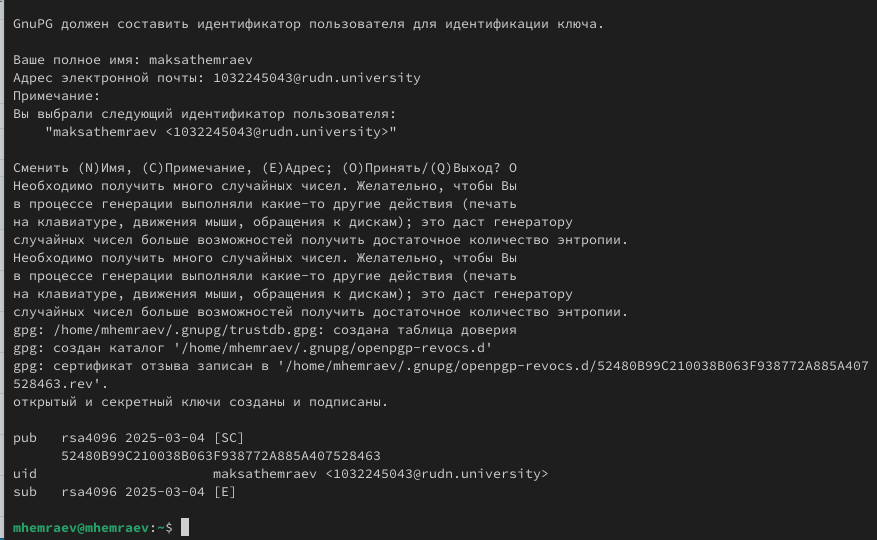 GnuPG должен составить идентификатор пользователя для идентификации ключа.
Ваше полное имя: maksathemraev
Адрес электронной почты: 1032245043@rudn.university
Примечание:
Вы выбрали следующий идентификатор пользователя:
"maksathemraev <1032245043@rudn.university>"
Сменить (N)Имя, (C)Примечание, (E)Адрес; (O)Принять/(Q)Выход? O
Необходимо получить много случайных чисел. Желательно, чтобы Вы
в процессе генерации выполняли какие-то другие действия (печать
на клавиатуре, движения мыши, обращения к дискам); это даст генератору
случайных чисел больше возможностей получить достаточное количество энтропии.
Необходимо получить много случайных чисел. Желательно, чтобы Вы
в процессе генерации выполняли какие-то другие действия (печать
на клавиатуре, движения мыши, обращения к дискам); это даст генератору
случайных чисел больше возможностей получить достаточное количество энтропии.
gpg: /home/mhemraev/.gnupg/trustdb.gpg: создана таблица доверия
gpg: создан каталог '/home/mhemraev/.gnupg/openpgp-revocs.d'
gpg: сертификат отзыва записан в '/home/mhemraev/.gnupg/openpgp-revocs.d/52480B99C210038B063F938772A885A407
528463.rev'.
открытый и секретный ключи созданы и подписаны.
pub   rsa4096 2025-03-04 [SC]
52480B99C210038B063F938772A885A407528463
uid                      maksathemraev <1032245043@rudn.university>
sub   rsa4096 2025-03-04 [E]
mhemraev@mhemraev:~$